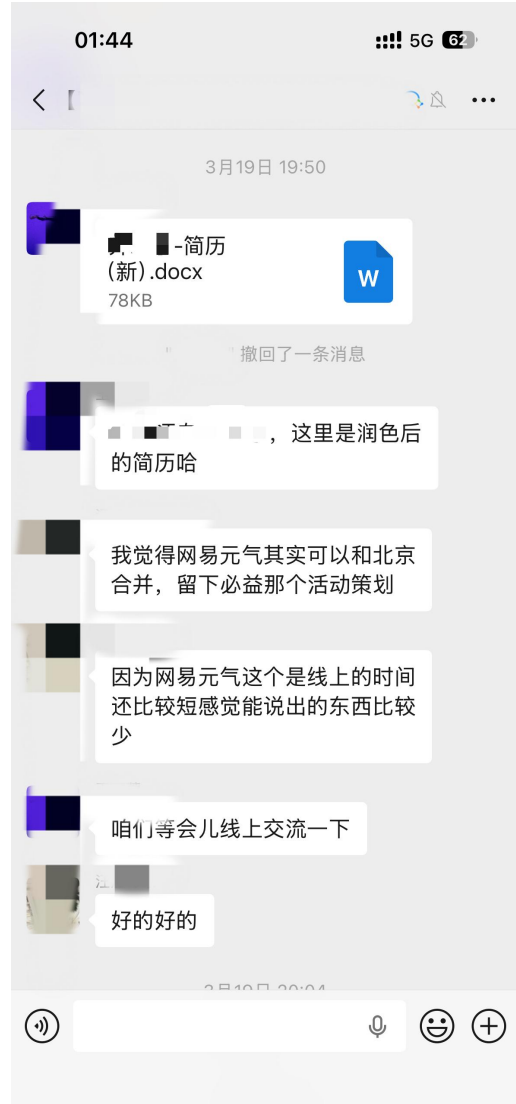 01:44
5G 62
3月19日 19:50
-简历
(新).docx
78KB
W
撤回了一条消息
，这里是润色后
的简历哈
我觉得网易元气其实可以和北京
合并，留下必益那个活动策划
因为网易元气这个是线上的时间
还比较短感觉能说出的东西比较
少
咱们等会儿线上交流一下
好的好的